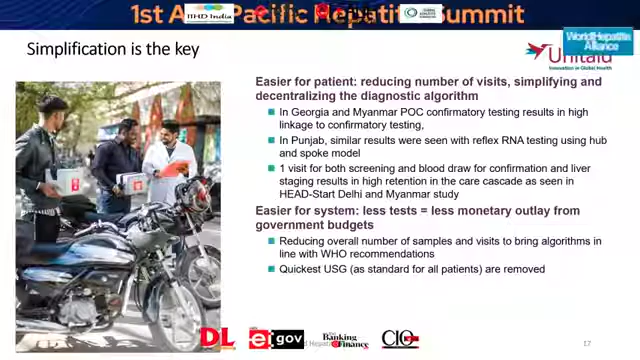 1st A Pacific Hepatit Summit
IIHD India
World Hepatitis
Alliance
Simplification is the key
Unitaid
Innovation in Global Health
Easier for patient: reducing number of visits, simplifying and
decentralizing the diagnostic algorithm
In Georgia and Myanmar POC confirmatory testing results in high
linkage to confirmatory testing,
In Punjab, similar results were seen with reflex RNA testing using hub
and spoke model
1 visit for both screening and blood draw for confirmation and liver
staging results in high retention in the care cascade as seen in
HEAD-Start Delhi and Myanmar study
Easier for system: less tests = less monetary outlay from
government budgets
Reducing overall number of samples and visits to bring algorithms in
line with WHO recommendations
Quickest USG (as standard for all patients) are removed
DL
e gov
Banking
&Finance
CIO
17